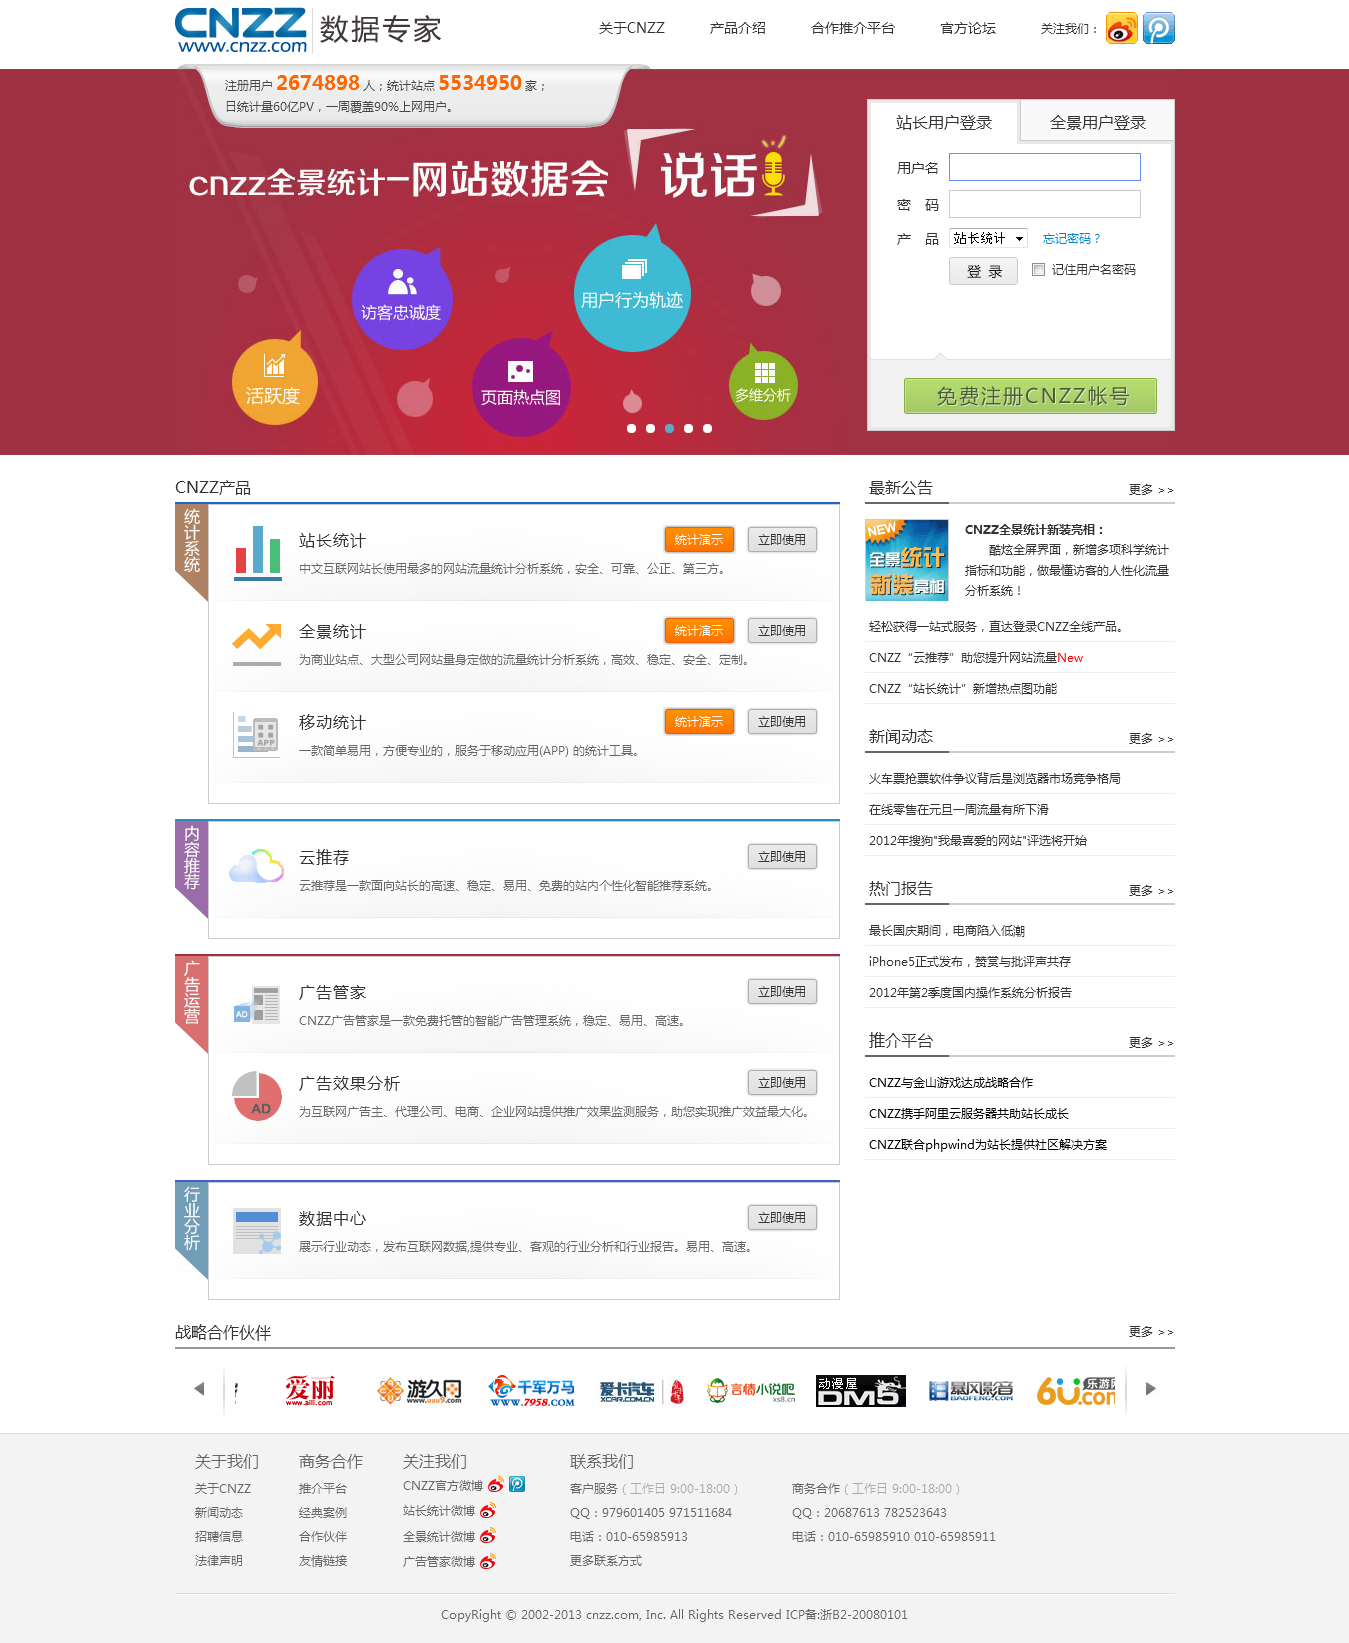 CNZZ 数据专家
www.cnzz.com
关于CNZZ 产品介绍 合作推介平台 官方论坛 关注我们：
注册用户 2674898 人；统计站点 5534950 家；
日统计量60亿PV，一周覆盖90%上网用户。
cnzz全景统计—网站数据会 说话
访客忠诚度
用户行为轨迹
活跃度
页面热点图
多维分析
站长用户登录 全景用户登录
用户名
密 码
产 品 站长统计 忘记密码？
登 录 记住用户名密码
免费注册CNZZ帐号
CNZZ产品
统计系统
站长统计 统计演示 立即使用
中文互联网站长使用最多的网站流量统计分析系统，安全、可靠、公正、第三方。
全景统计 统计演示 立即使用
为商业站点、大型公司网站量身定做的流量统计分析系统，高效、稳定、安全、定制。
APP
移动统计 统计演示 立即使用
一款简单易用，方便专业的，服务于移动应用(APP) 的统计工具。
内容推荐
云推荐 立即使用
云推荐是一款面向站长的高速、稳定、易用、免费的站内个性化智能推荐系统。
广告运营
AD
广告管家 立即使用
CNZZ广告管家是一款免费托管的智能广告管理系统，稳定、易用、高速。
AD
广告效果分析 立即使用
为互联网广告主、代理公司、电商、企业网站提供推广效果监测服务，助您实现推广效益最大化。
行业分析
数据中心 立即使用
展示行业动态，发布互联网数据,提供专业、客观的行业分析和行业报告。易用、高速。
最新公告 更多 >>
NEW
全景统计
新装亮相
CNZZ全景统计新装亮相：
酷炫全屏界面，新增多项科学统计
指标和功能，做最懂访客的人性化流量
分析系统！
轻松获得一站式服务，直达登录CNZZ全线产品。
CNZZ“云推荐”助您提升网站流量New
CNZZ“站长统计”新增热点图功能
新闻动态 更多 >>
火车票抢票软件争议背后是浏览器市场竞争格局
在线零售在元旦一周流量有所下滑
2012年搜狗"我最喜爱的网站"评选将开始
热门报告 更多 >>
最长国庆期间，电商陷入低潮
iPhone5正式发布，赞赏与批评声共存
2012年第2季度国内操作系统分析报告
推介平台 更多 >>
CNZZ与金山游戏达成战略合作
CNZZ携手阿里云服务器共助站长成长
CNZZ联合phpwind为站长提供社区解决方案
战略合作伙伴 更多 >>
爱丽
www.aili.com
游久网
www.uuu9.com
千军万马
www.7958.com
爱卡汽车
XCAR.COM.CN
言情小说吧
xs8.cn
动漫屋
DM5
暴风影音
BAOFENG.COM
6u.com 乐游网
关于我们 商务合作 关注我们 联系我们
关于CNZZ 推介平台 CNZZ官方微博 客户服务（工作日 9:00-18:00） 商务合作（工作日 9:00-18:00）
新闻动态 经典案例 站长统计微博 QQ：979601405 971511684 QQ：20687613 782523643
招聘信息 合作伙伴 全景统计微博 电话：010-65985913 电话：010-65985910 010-65985911
法律声明 友情链接 广告管家微博 更多联系方式
CopyRight © 2002-2013 cnzz.com, Inc. All Rights Reserved ICP备:浙B2-20080101